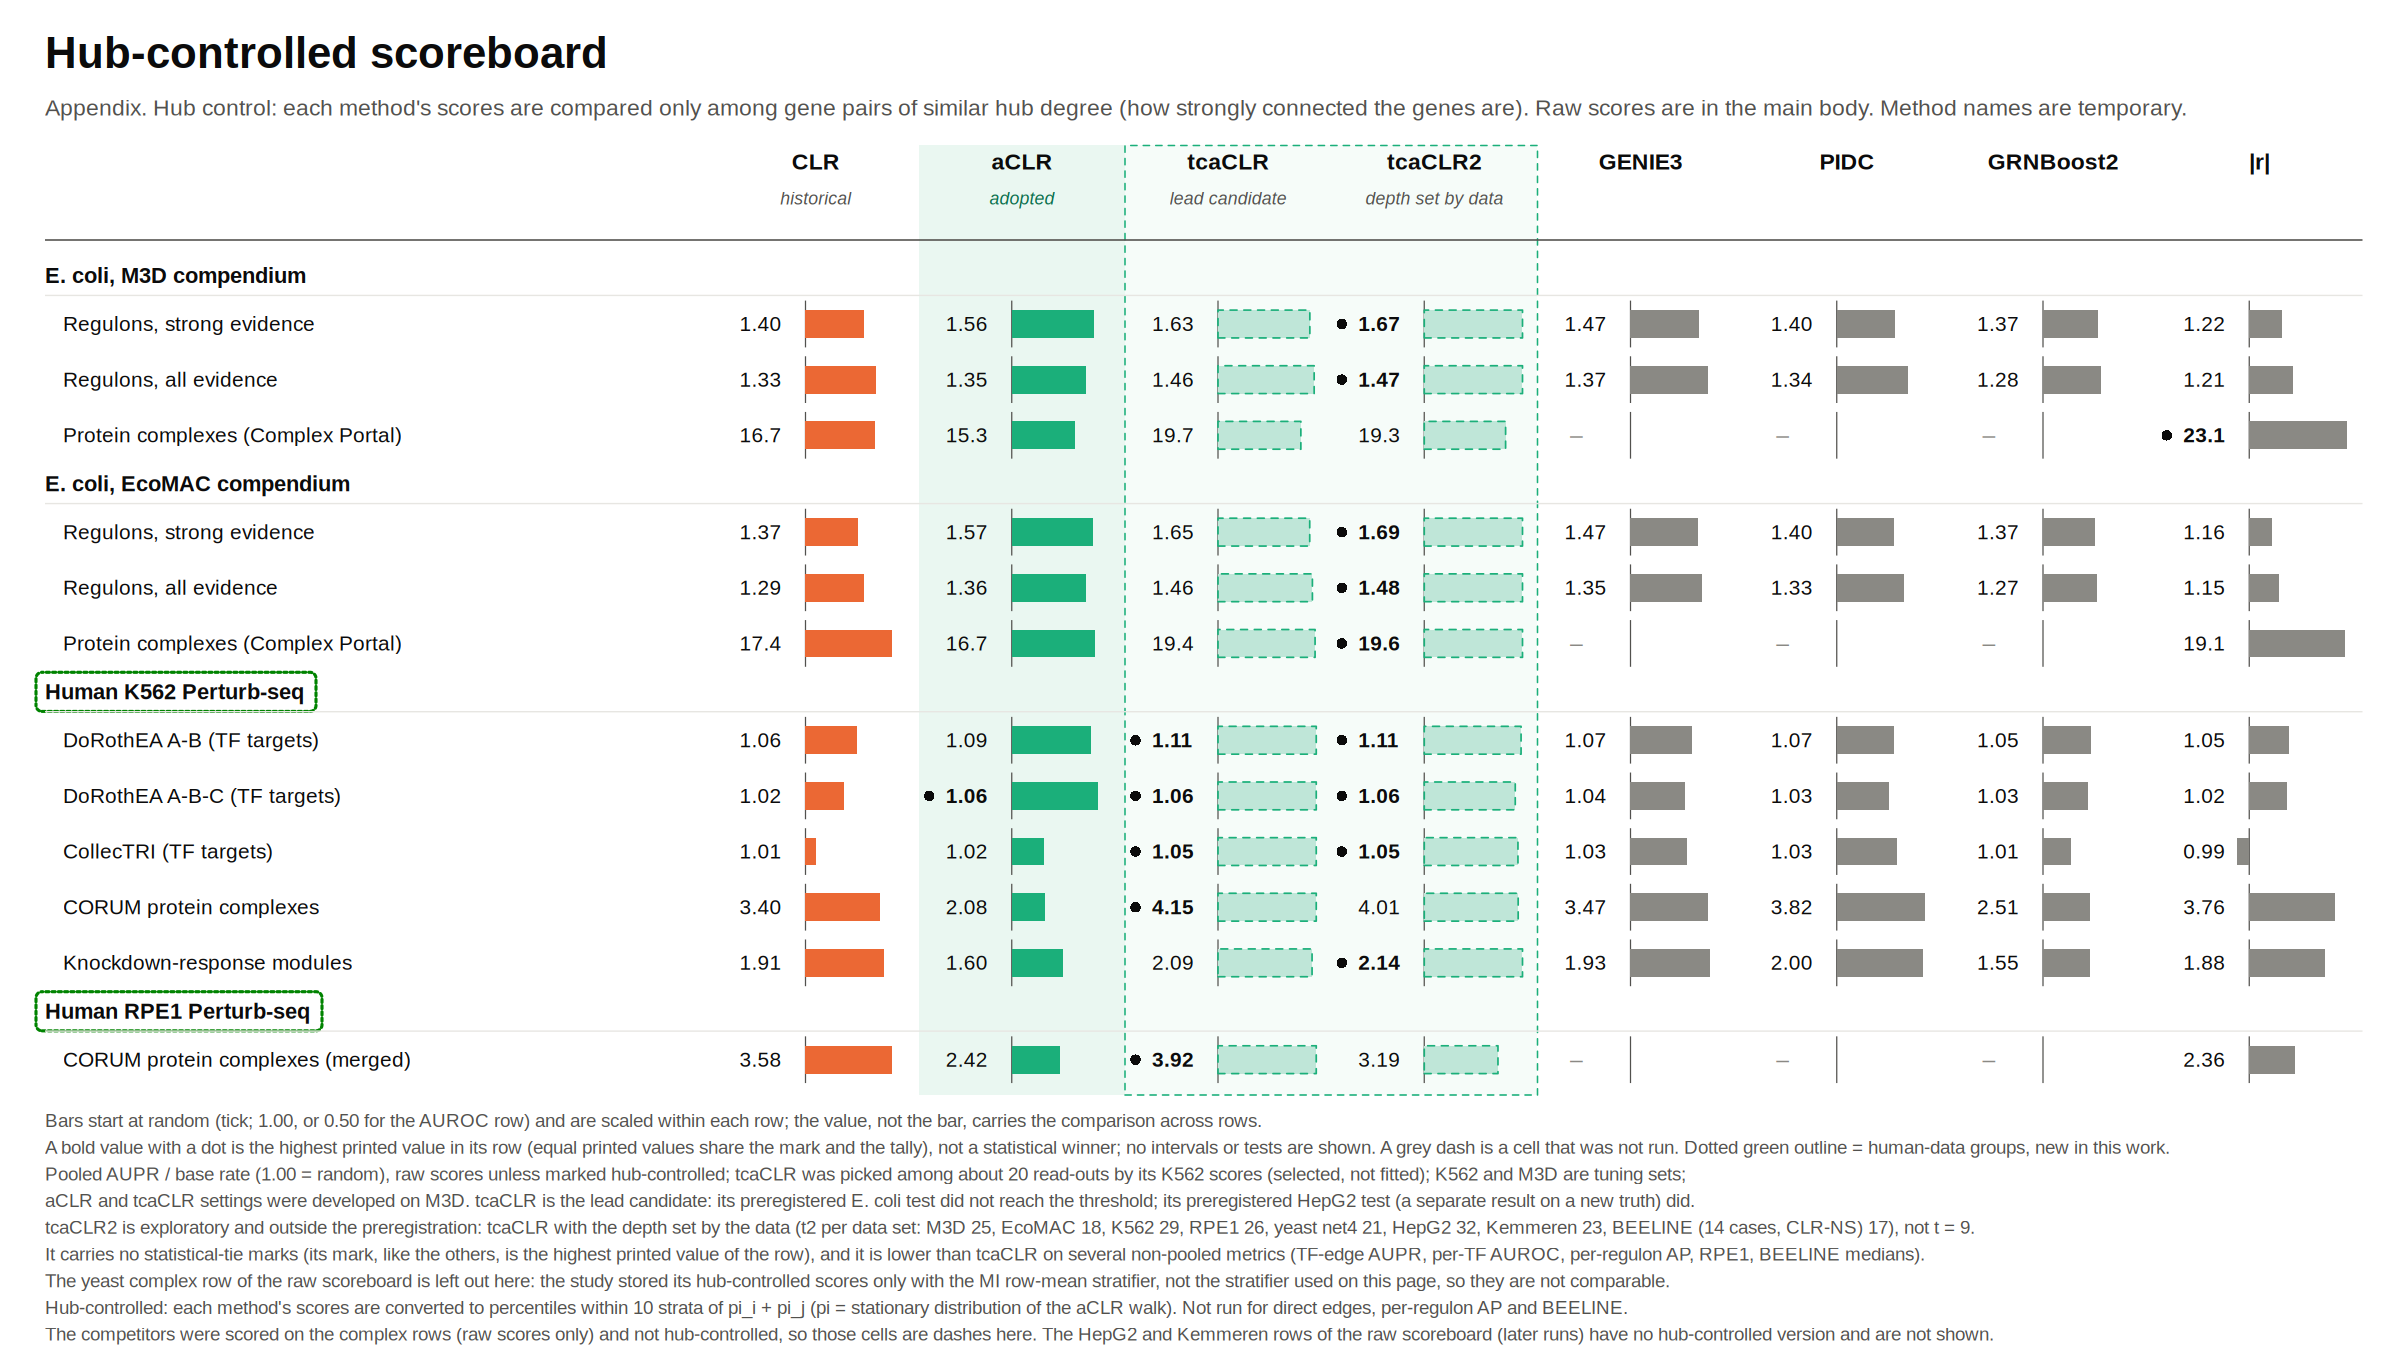 Hub-controlled scoreboard
Appendix. Hub control: each method's scores are compared only among gene pairs of similar hub degree (how strongly connected the genes are). Raw scores are in the main body. Method names are temporary.
CLR aCLR tcaCLR tcaCLR2 GENIE3 PIDC GRNBoost2 |r|
historical adopted lead candidate depth set by data
E. coli, M3D compendium
Regulons, strong evidence 1.40 1.56 1.63 • 1.67 1.47 1.40 1.37 1.22
Regulons, all evidence 1.33 1.35 1.46 • 1.47 1.37 1.34 1.28 1.21
Protein complexes (Complex Portal) 16.7 15.3 19.7 19.3 – – – • 23.1
E. coli, EcoMAC compendium
Regulons, strong evidence 1.37 1.57 1.65 • 1.69 1.47 1.40 1.37 1.16
Regulons, all evidence 1.29 1.36 1.46 • 1.48 1.35 1.33 1.27 1.15
Protein complexes (Complex Portal) 17.4 16.7 19.4 • 19.6 – – – 19.1
Human K562 Perturb-seq
DoRothEA A-B (TF targets) 1.06 1.09 • 1.11 • 1.11 1.07 1.07 1.05 1.05
DoRothEA A-B-C (TF targets) 1.02 • 1.06 • 1.06 • 1.06 1.04 1.03 1.03 1.02
CollecTRI (TF targets) 1.01 1.02 • 1.05 • 1.05 1.03 1.03 1.01 0.99
CORUM protein complexes 3.40 2.08 • 4.15 4.01 3.47 3.82 2.51 3.76
Knockdown-response modules 1.91 1.60 2.09 • 2.14 1.93 2.00 1.55 1.88
Human RPE1 Perturb-seq
CORUM protein complexes (merged) 3.58 2.42 • 3.92 3.19 – – – 2.36
Bars start at random (tick; 1.00, or 0.50 for the AUROC row) and are scaled within each row; the value, not the bar, carries the comparison across rows.
A bold value with a dot is the highest printed value in its row (equal printed values share the mark and the tally), not a statistical winner; no intervals or tests are shown. A grey dash is a cell that was not run. Dotted green outline = human-data groups, new in this work.
Pooled AUPR / base rate (1.00 = random), raw scores unless marked hub-controlled; tcaCLR was picked among about 20 read-outs by its K562 scores (selected, not fitted); K562 and M3D are tuning sets;
aCLR and tcaCLR settings were developed on M3D. tcaCLR is the lead candidate: its preregistered E. coli test did not reach the threshold; its preregistered HepG2 test (a separate result on a new truth) did.
tcaCLR2 is exploratory and outside the preregistration: tcaCLR with the depth set by the data (t2 per data set: M3D 25, EcoMAC 18, K562 29, RPE1 26, yeast net4 21, HepG2 32, Kemmeren 23, BEELINE (14 cases, CLR-NS) 17), not t = 9.
It carries no statistical-tie marks (its mark, like the others, is the highest printed value of the row), and it is lower than tcaCLR on several non-pooled metrics (TF-edge AUPR, per-TF AUROC, per-regulon AP, RPE1, BEELINE medians).
The yeast complex row of the raw scoreboard is left out here: the study stored its hub-controlled scores only with the MI row-mean stratifier, not the stratifier used on this page, so they are not comparable.
Hub-controlled: each method's scores are converted to percentiles within 10 strata of pi_i + pi_j (pi = stationary distribution of the aCLR walk). Not run for direct edges, per-regulon AP and BEELINE.
The competitors were scored on the complex rows (raw scores only) and not hub-controlled, so those cells are dashes here. The HepG2 and Kemmeren rows of the raw scoreboard (later runs) have no hub-controlled version and are not shown.